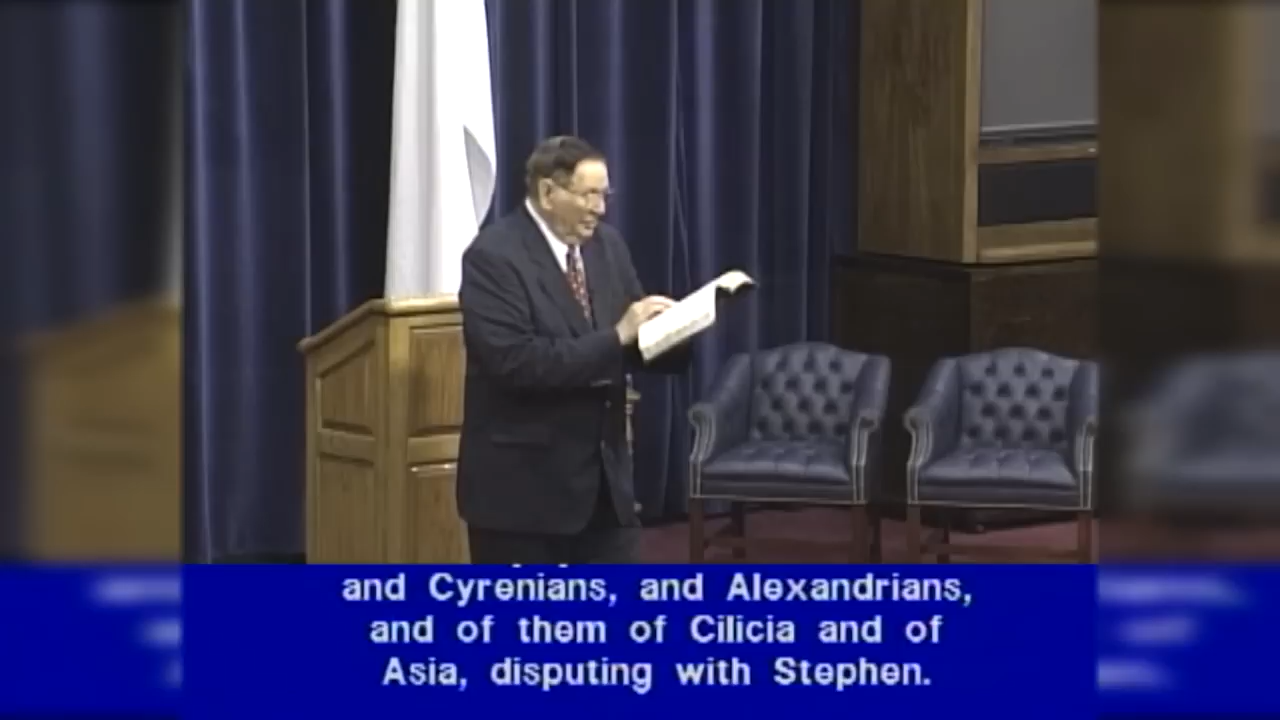 and Cyrenians, and Alexandrians,
and of them of Cilicia and of
Asia, disputing with Stephen.